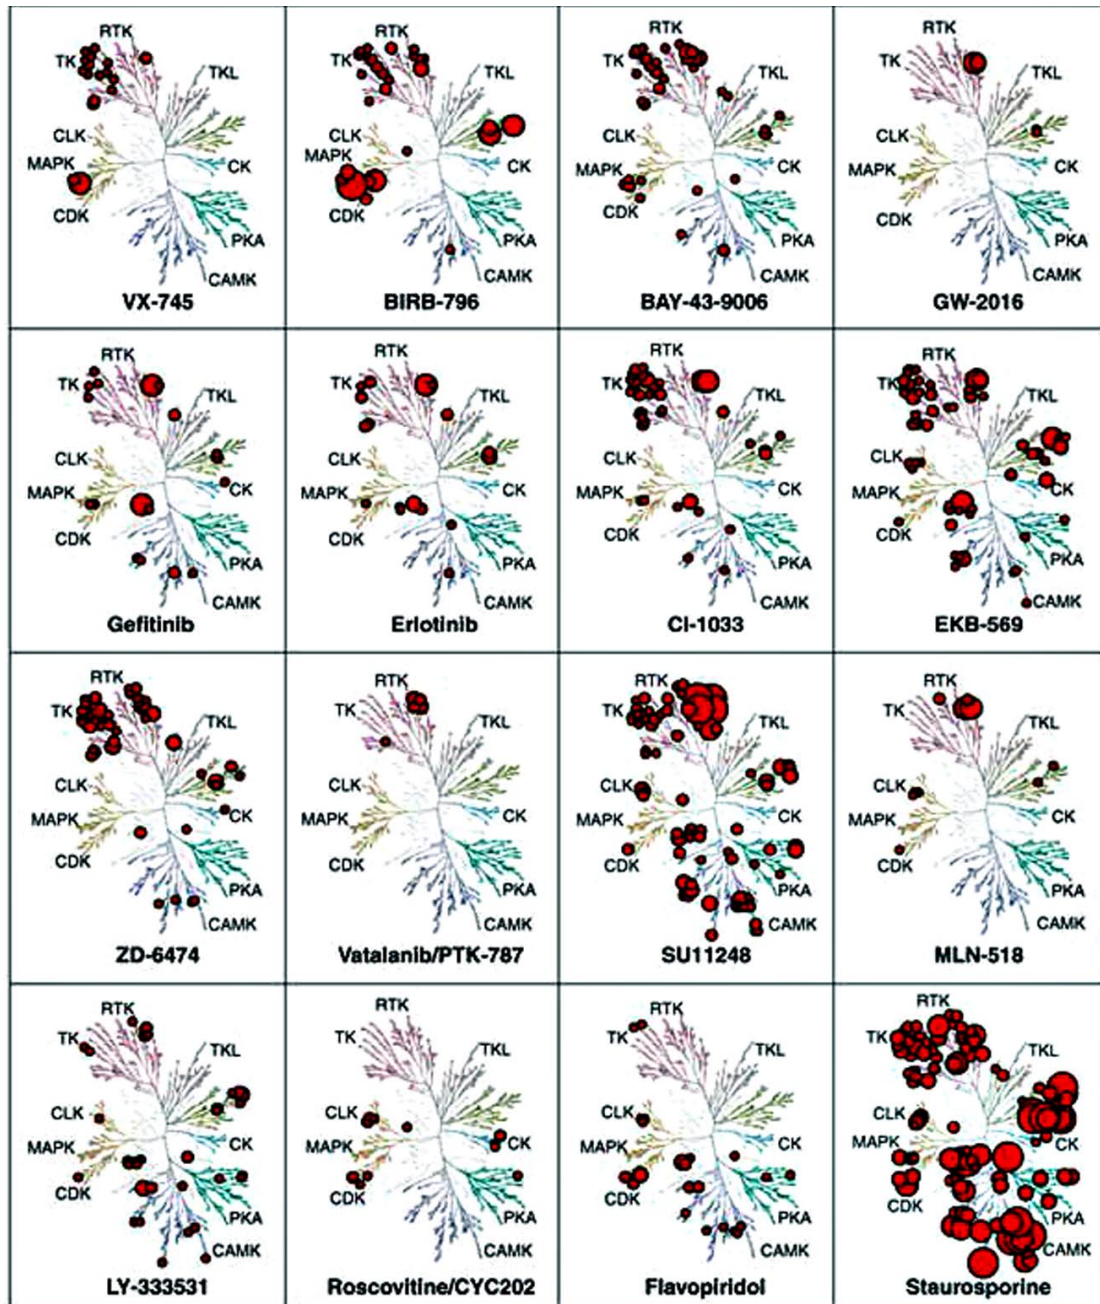 RTK
TK
TKL
CLK
MAPK
CK
CDK
PKA
CAMK
VX-745
RTK
TK
TKL
CLK
MAPK
CK
CDK
PKA
CAMK
BIRB-796
RTK
TK
TKL
CLK
MAPK
CK
CDK
PKA
CAMK
BAY-43-9006
RTK
TK
TKL
CLK
MAPK
CK
CDK
PKA
CAMK
GW-2016
RTK
TK
TKL
CLK
MAPK
CK
CDK
PKA
CAMK
Gefitinib
RTK
TK
TKL
CLK
MAPK
CK
CDK
PKA
CAMK
Erlotinib
RTK
TK
TKL
CLK
MAPK
CK
CDK
PKA
CAMK
CI-1033
RTK
TK
TKL
CLK
MAPK
CK
CDK
PKA
CAMK
EKB-569
RTK
TK
TKL
CLK
MAPK
CK
CDK
PKA
CAMK
ZD-6474
RTK
TK
TKL
CLK
MAPK
CK
CDK
PKA
CAMK
Vatalanib/PTK-787
RTK
TK
TKL
CLK
MAPK
CK
CDK
PKA
CAMK
SU11248
RTK
TK
TKL
CLK
MAPK
CK
CDK
PKA
CAMK
MLN-518
RTK
TK
TKL
CLK
MAPK
CK
CDK
PKA
CAMK
LY-333531
RTK
TK
TKL
CLK
MAPK
CK
CDK
PKA
CAMK
Roscovitine/CYC202
RTK
TK
TKL
CLK
MAPK
CK
CDK
PKA
CAMK
Flavopiridol
RTK
TK
TKL
CLK
MAPK
CK
CDK
PKA
CAMK
Staurosporine